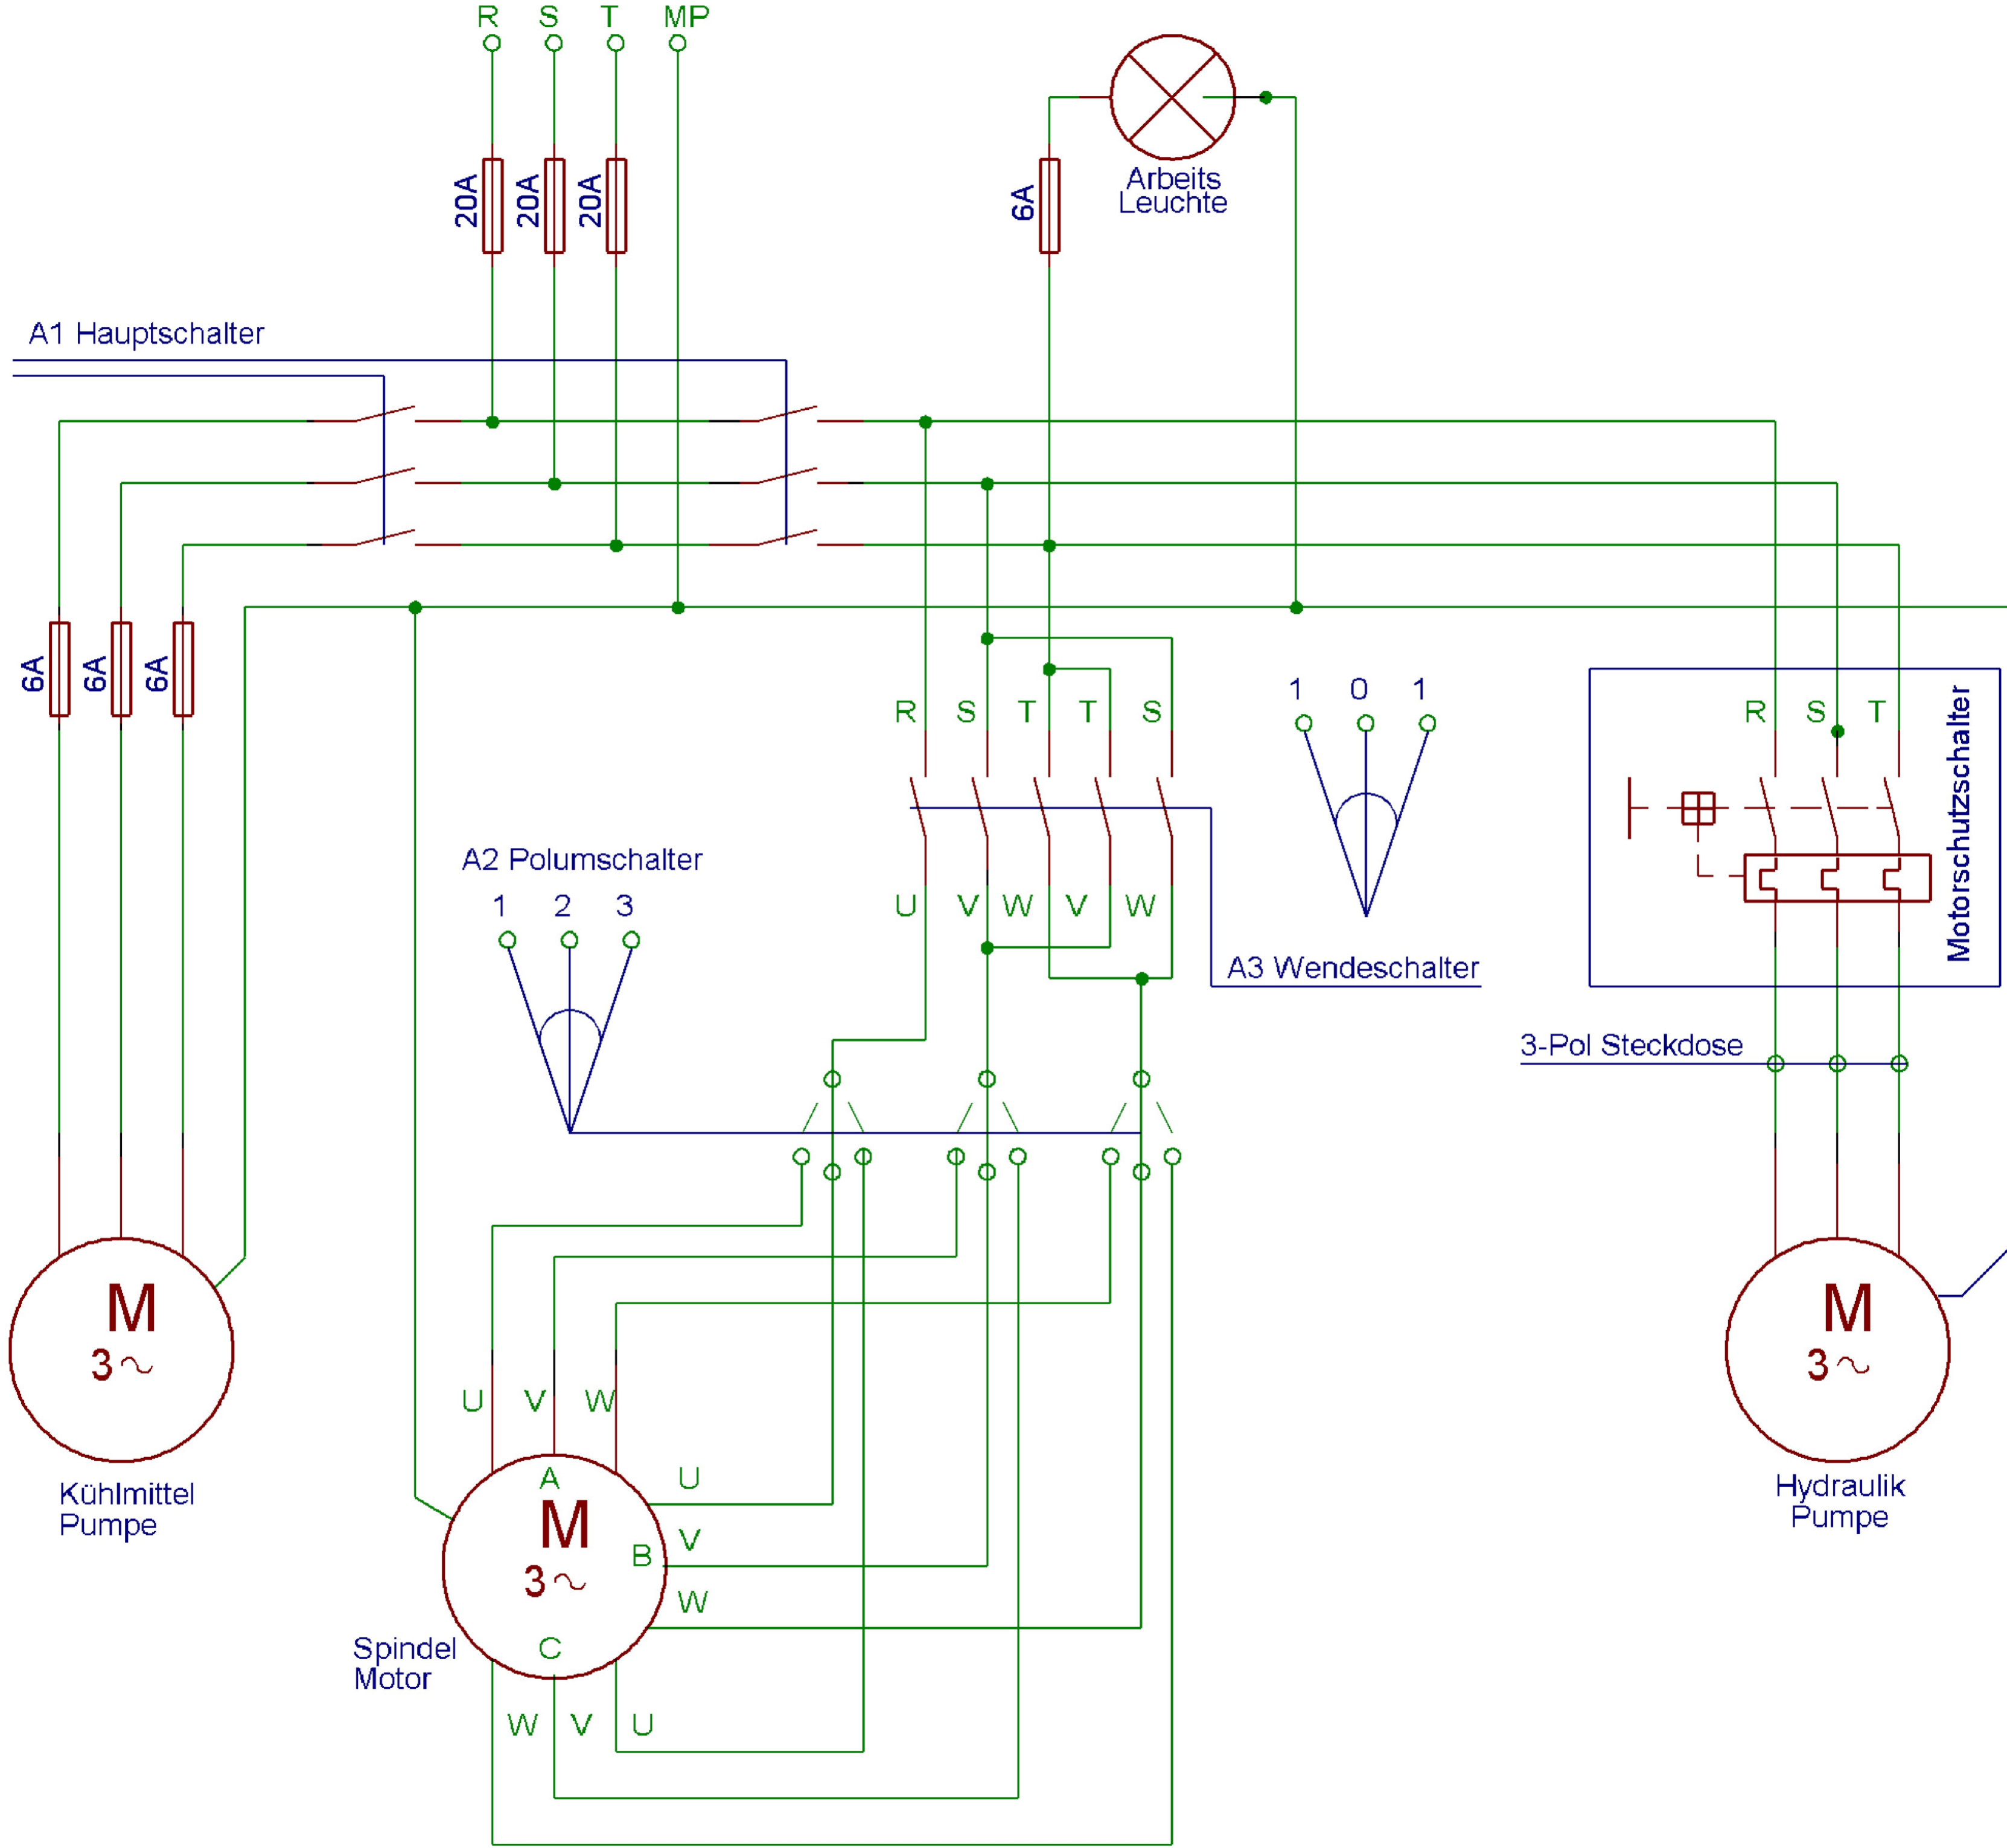 R S T MP
20A 20A 20A
6A
Arbeits
Leuchte
A1 Hauptschalter
6A 6A 6A
R S T T S
1 0 1
R S T
Motorschutzschalter
A2 Polumschalter
1 2 3
U V W V W
A3 Wendeschalter
3-Pol Steckdose
M
3~
Kühlmittel
Pumpe
U V W
A
M
3~
B
C
U
V
W
Spindel
Motor
W V U
M
3~
Hydraulik
Pumpe